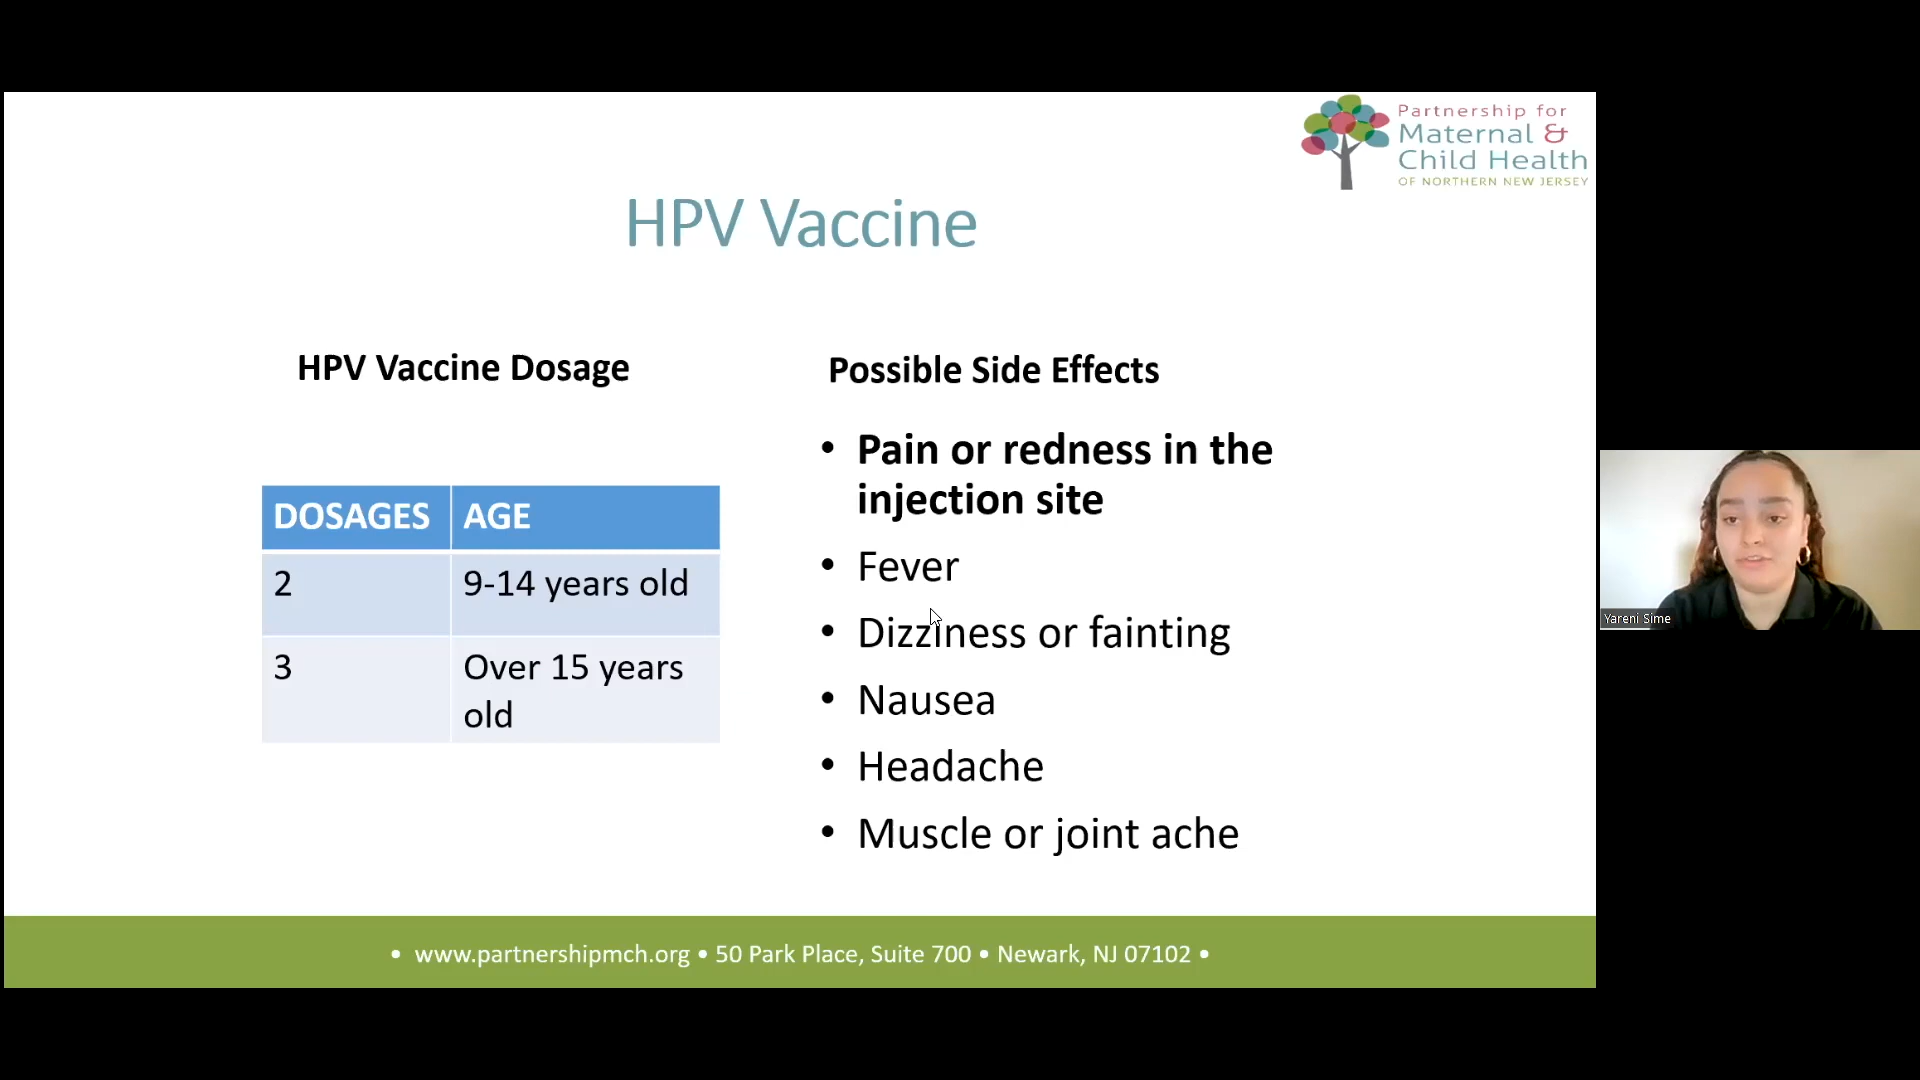 Partnership for
Maternal &
Child Health
OF NORTHERN NEW JERSEY
HPV Vaccine
HPV Vaccine Dosage
DOSAGES AGE
2 9-14 years old
3 Over 15 years
old
Possible Side Effects
• Pain or redness in the
injection site
• Fever
• Dizziness or fainting
• Nausea
• Headache
• Muscle or joint ache
• www.partnershipmch.org • 50 Park Place, Suite 700 • Newark, NJ 07102 •
Yareni Sime